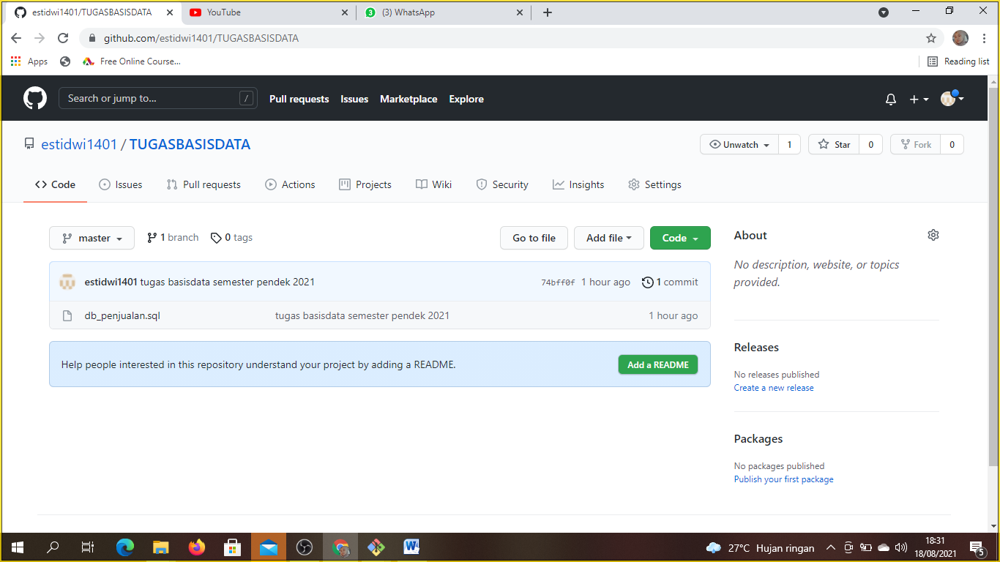 estidwi1401/TUGASBASISDATA
YouTube
3 (3) WhatsApp
github.com/estidwi1401/TUGASBASISDATA
Apps
Free Online Course...
Reading list
Search or jump to... /
Pull requests Issues Marketplace Explore
estidwi1401 / TUGASBASISDATA
Unwatch 1 Star 0 Fork 0
Code Issues Pull requests Actions Projects Wiki Security Insights Settings
master 1 branch 0 tags
Go to file Add file Code
estidwi1401 tugas basisdata semester pendek 2021 74bff0f 1 hour ago 1 commit
db_penjualan.sql tugas basisdata semester pendek 2021 1 hour ago
Help people interested in this repository understand your project by adding a README. Add a README
About
No description, website, or topics
provided.
Releases
No releases published
Create a new release
Packages
No packages published
Publish your first package
W
27°C Hujan ringan
18:31
18/08/2021
5